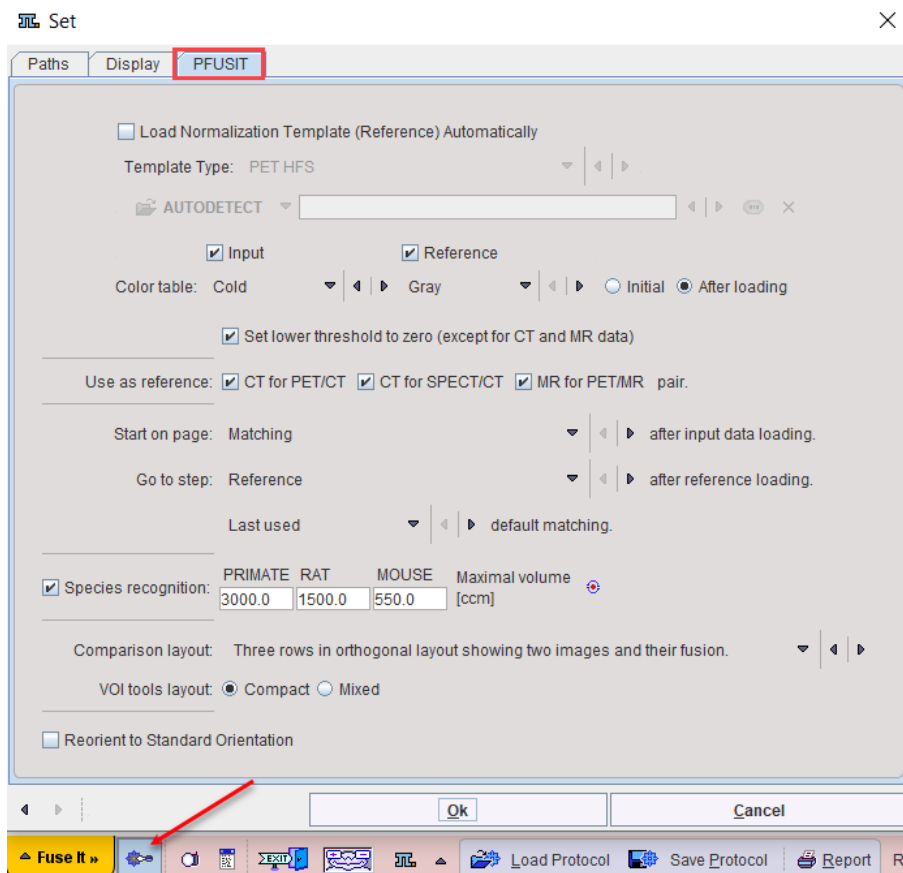 Set
Paths Display PFUSIT
Load Normalization Template (Reference) Automatically
Template Type: PET HFS
AUTODETECT
Input Reference
Color table: Cold Gray Initial After loading
Set lower threshold to zero (except for CT and MR data)
Use as reference: CT for PET/CT CT for SPECT/CT MR for PET/MR pair.
Start on page: Matching after input data loading.
Go to step: Reference after reference loading.
Last used default matching.
PRIMATE RAT MOUSE Maximal volume
Species recognition: 3000.0 1500.0 550.0 [ccm]
Comparison layout: Three rows in orthogonal layout showing two images and their fusion.
VOI tools layout: Compact Mixed
Reorient to Standard Orientation
Ok Cancel
Fuse It » EXIT Load Protocol Save Protocol Report R